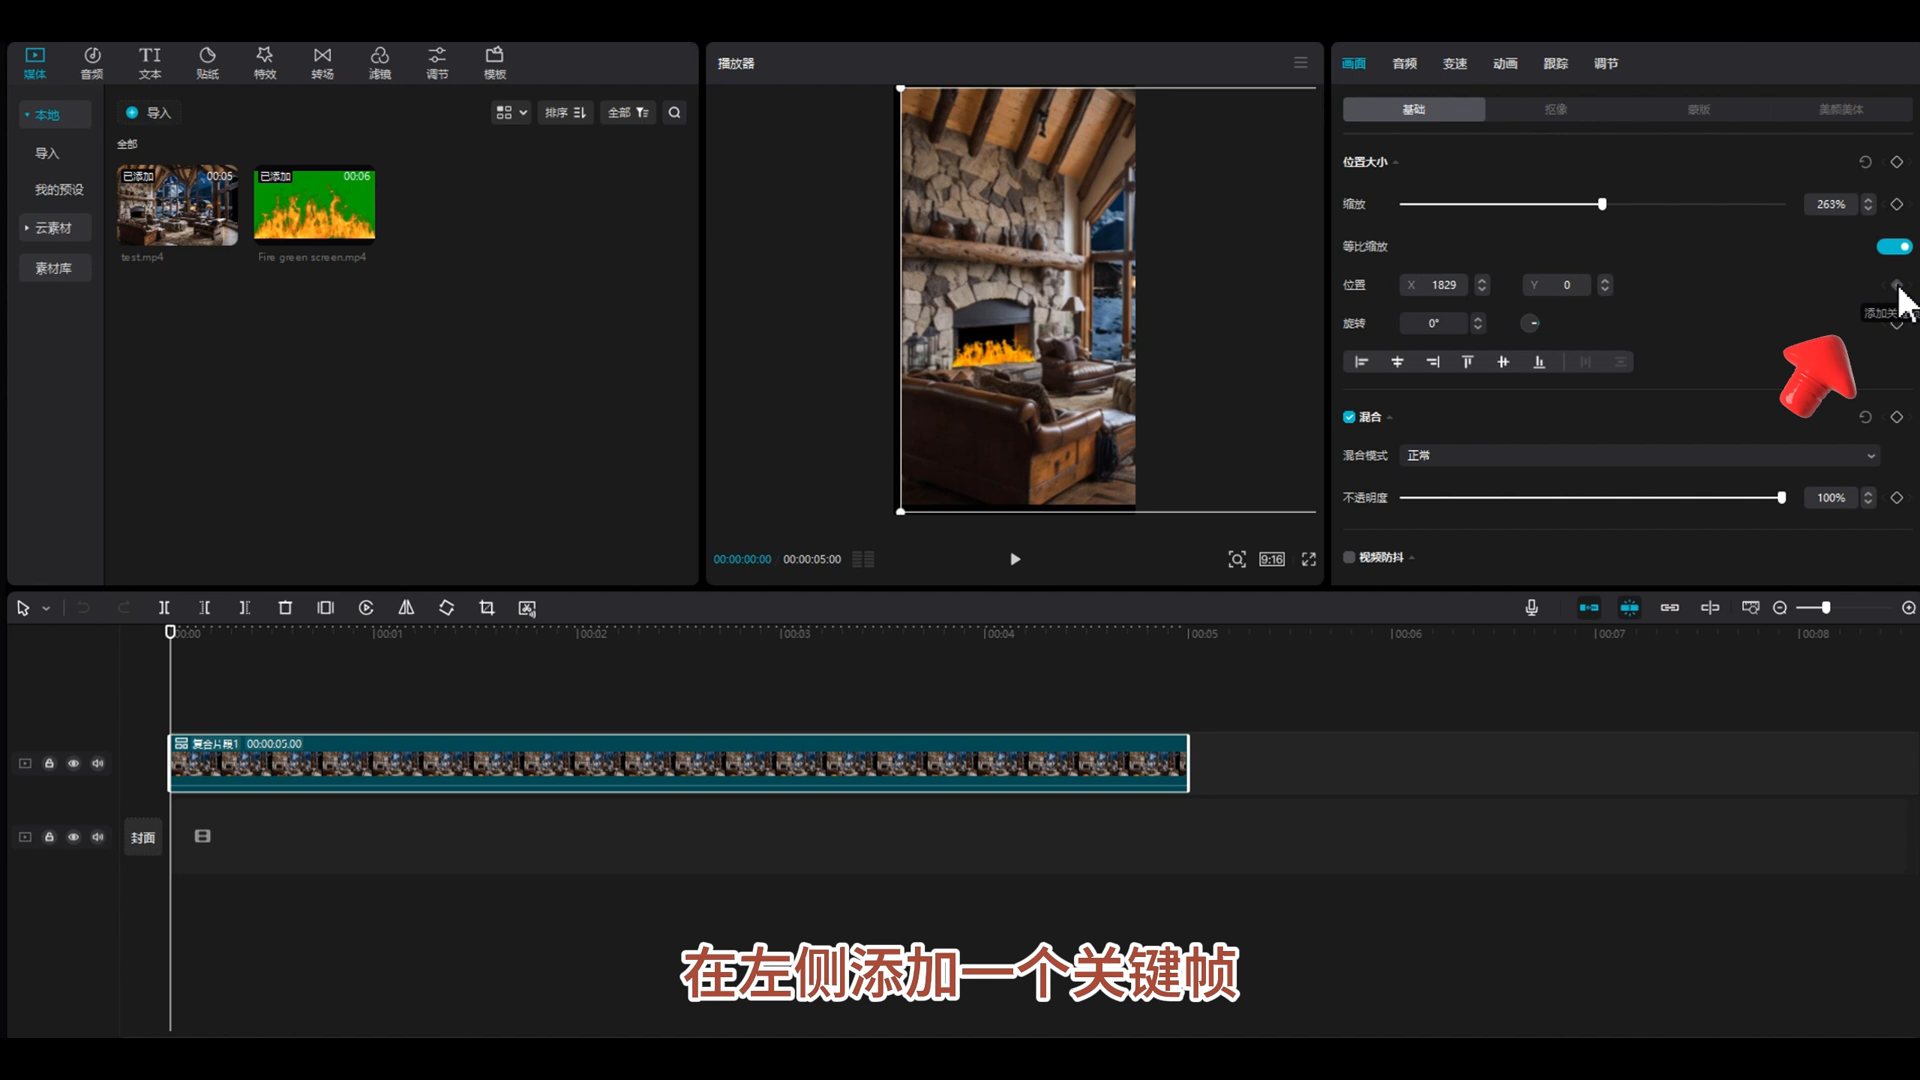 媒体 音频 文本 贴纸 特效 转场 滤镜 调节 模板
本地
导入
我的预设
云素材
素材库
导入
排序
全部
全部
已添加 00:05
已添加 00:06
test.mp4
Fire green screen.mp4
播放器
00:00:00:00 00:00:05:00
9:16
画面 音频 变速 动画 跟踪 调节
基础 抠像 蒙版 美颜美体
位置大小
缩放 263%
等比缩放
位置 X 1829 Y 0
添加关
旋转 0°
混合
混合模式 正常
不透明度 100%
视频防抖
00:00 00:01 00:02 00:03 00:04 00:05 00:06 00:07 00:08
复合片段1 00:00:05:00
封面
在左侧添加一个关键帧